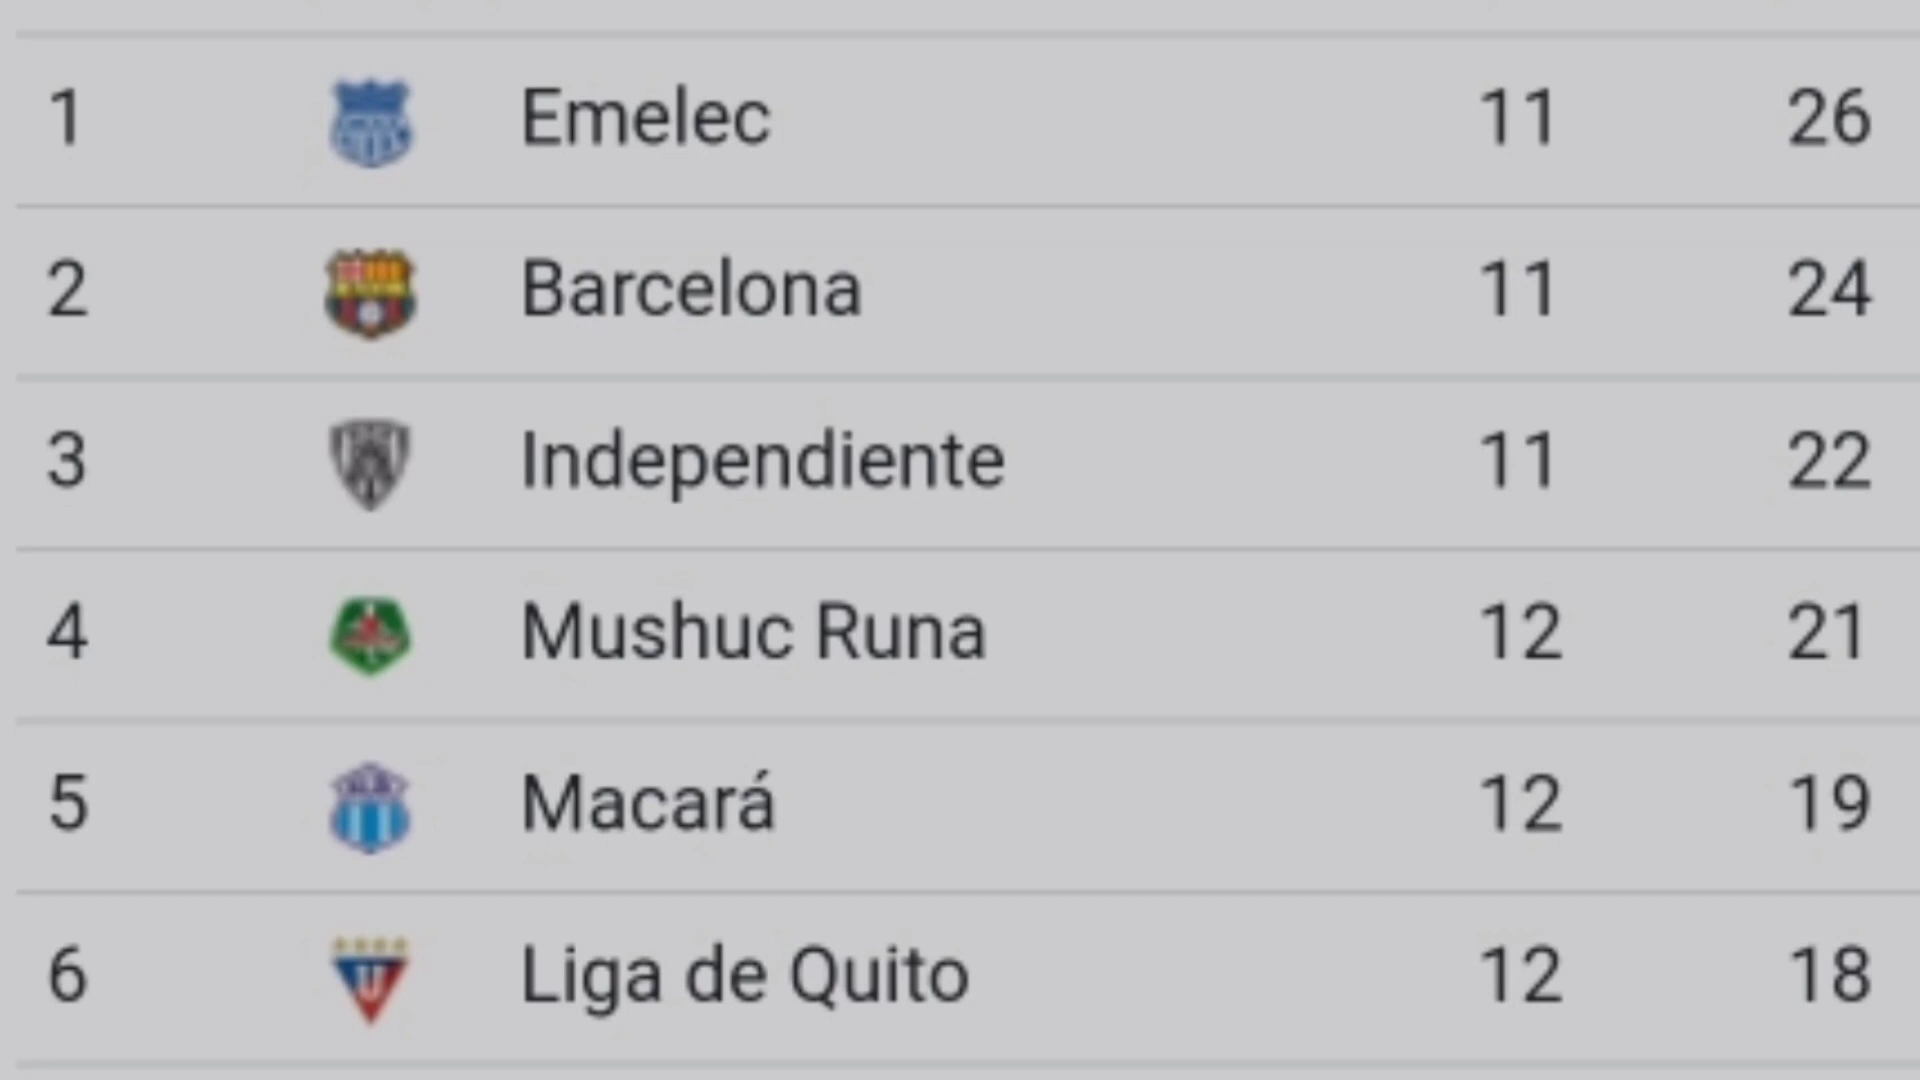 1 Emelec 11 26
2 Barcelona 11 24
3 Independiente 11 22
4 Mushuc Runa 12 21
5 Macará 12 19
6 Liga de Quito 12 18